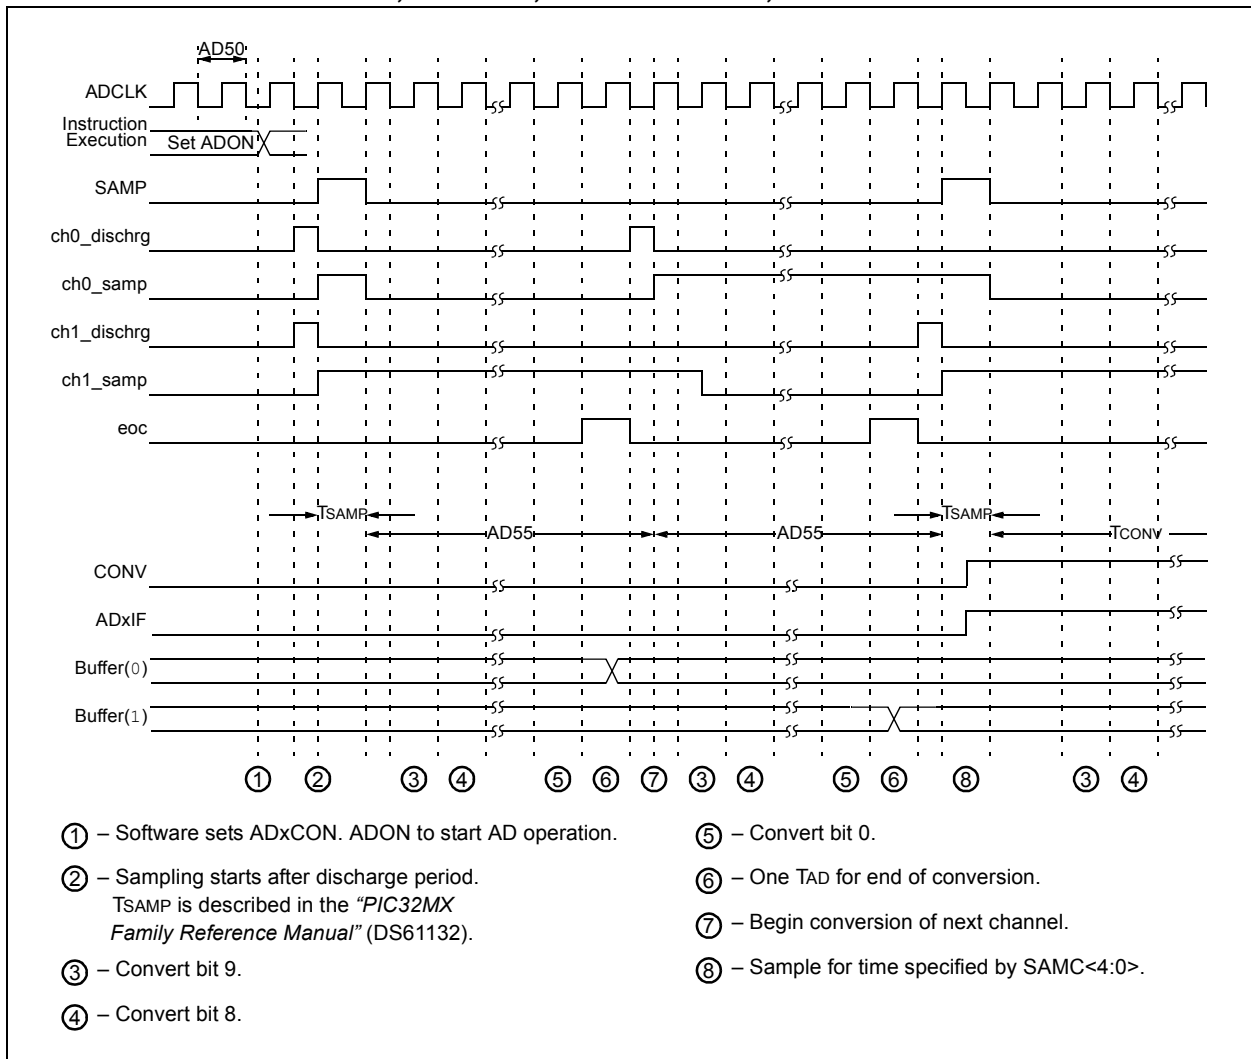 AD50
ADCLK
Instruction
Execution
Set ADON
SAMP
ch0_dischrg
ch0_samp
ch1_dischrg
ch1_samp
eoc
TSAMP TSAMP
AD55 AD55 TCONV
CONV
ADxIF
Buffer(0)
Buffer(1)
1 2 3 4 5 6 7 3 4 5 6 8 3 4
1 – Software sets ADxCON. ADON to start AD operation.
2 – Sampling starts after discharge period.
TSAMP is described in the “PIC32MX
Family Reference Manual” (DS61132).
3 – Convert bit 9.
4 – Convert bit 8.
5 – Convert bit 0.
6 – One TAD for end of conversion.
7 – Begin conversion of next channel.
8 – Sample for time specified by SAMC<4:0>.